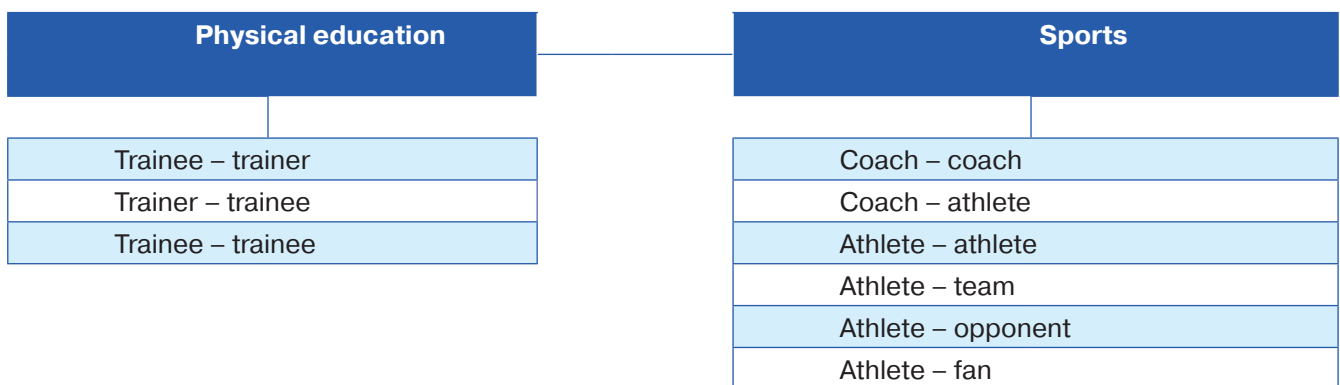 Physical education
Trainee – trainer
Trainer – trainee
Trainee – trainee
Sports
Coach – coach
Coach – athlete
Athlete – athlete
Athlete – team
Athlete – opponent
Athlete – fan